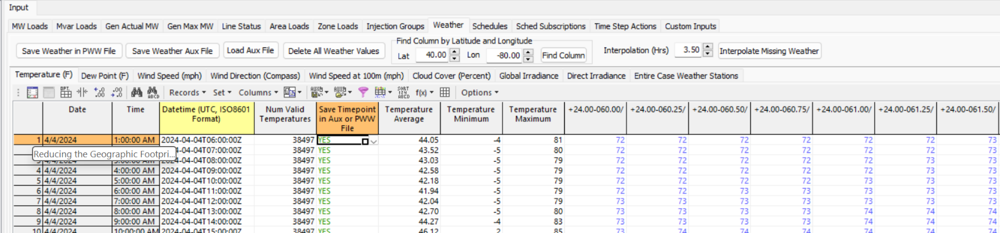 Input
MW Loads Mvar Loads Gen Actual MW Gen Max MW Line Status Area Loads Zone Loads Injection Groups Weather Schedules Sched Subscriptions Time Step Actions Custom Inputs
Find Column by Latitude and Longitude
Save Weather in PWW File Save Weather Aux File Load Aux File Delete All Weather Values Lat 40.00 Lon -80.00 Find Column Interpolation (Hrs) 3.50 Interpolate Missing Weather
Temperature (F) Dew Point (F) Wind Speed (mph) Wind Direction (Compass) Wind Speed at 100m (mph) Cloud Cover (Percent) Global Irradiance Direct Irradiance Entire Case Weather Stations
Records Set Columns f(x) Options
Date Time Datetime (UTC, ISO8601 Format) Num Valid Temperatures Save Timepoint in Aux or PWW File Temperature Average Temperature Minimum Temperature Maximum +24.00-060.00/ +24.00-060.25/ +24.00-060.50/ +24.00-060.75/ +24.00-061.00/ +24.00-061.25/ +24.00-061.50/
1 4/4/2024 1:00:00 AM 2024-04-04T06:00:00Z 38497 YES 44.05 -4 81 72 72 72 72 72 72 73
-04-04T07:00:00Z 38497 YES 43.52 -5 80 72 72 72 72 72 72 73
Reducing the Geographic Footpri...
-04-04T08:00:00Z 38497 YES 43.03 -5 79 72 72 72 72 72 73 73
4 4/4/2024 4:00:00 AM 2024-04-04T09:00:00Z 38497 YES 42.58 -5 79 72 72 72 72 72 73 73
5 4/4/2024 5:00:00 AM 2024-04-04T10:00:00Z 38497 YES 42.18 -5 79 72 72 72 72 73 73 73
6 4/4/2024 6:00:00 AM 2024-04-04T11:00:00Z 38497 YES 41.94 -5 79 72 72 73 73 73 73 73
7 4/4/2024 7:00:00 AM 2024-04-04T12:00:00Z 38497 YES 42.04 -5 79 73 73 73 73 73 73 74
8 4/4/2024 8:00:00 AM 2024-04-04T13:00:00Z 38497 YES 42.70 -5 80 73 73 73 73 74 74 74
9 4/4/2024 9:00:00 AM 2024-04-04T14:00:00Z 38497 YES 44.27 -4 83 73 73 73 73 74 74 74
10 4/4/2024 10:00:00 AM 2024-04-04T15:00:00Z 38497 YES 46.12 2 85 73 74 74 74 74 74 74